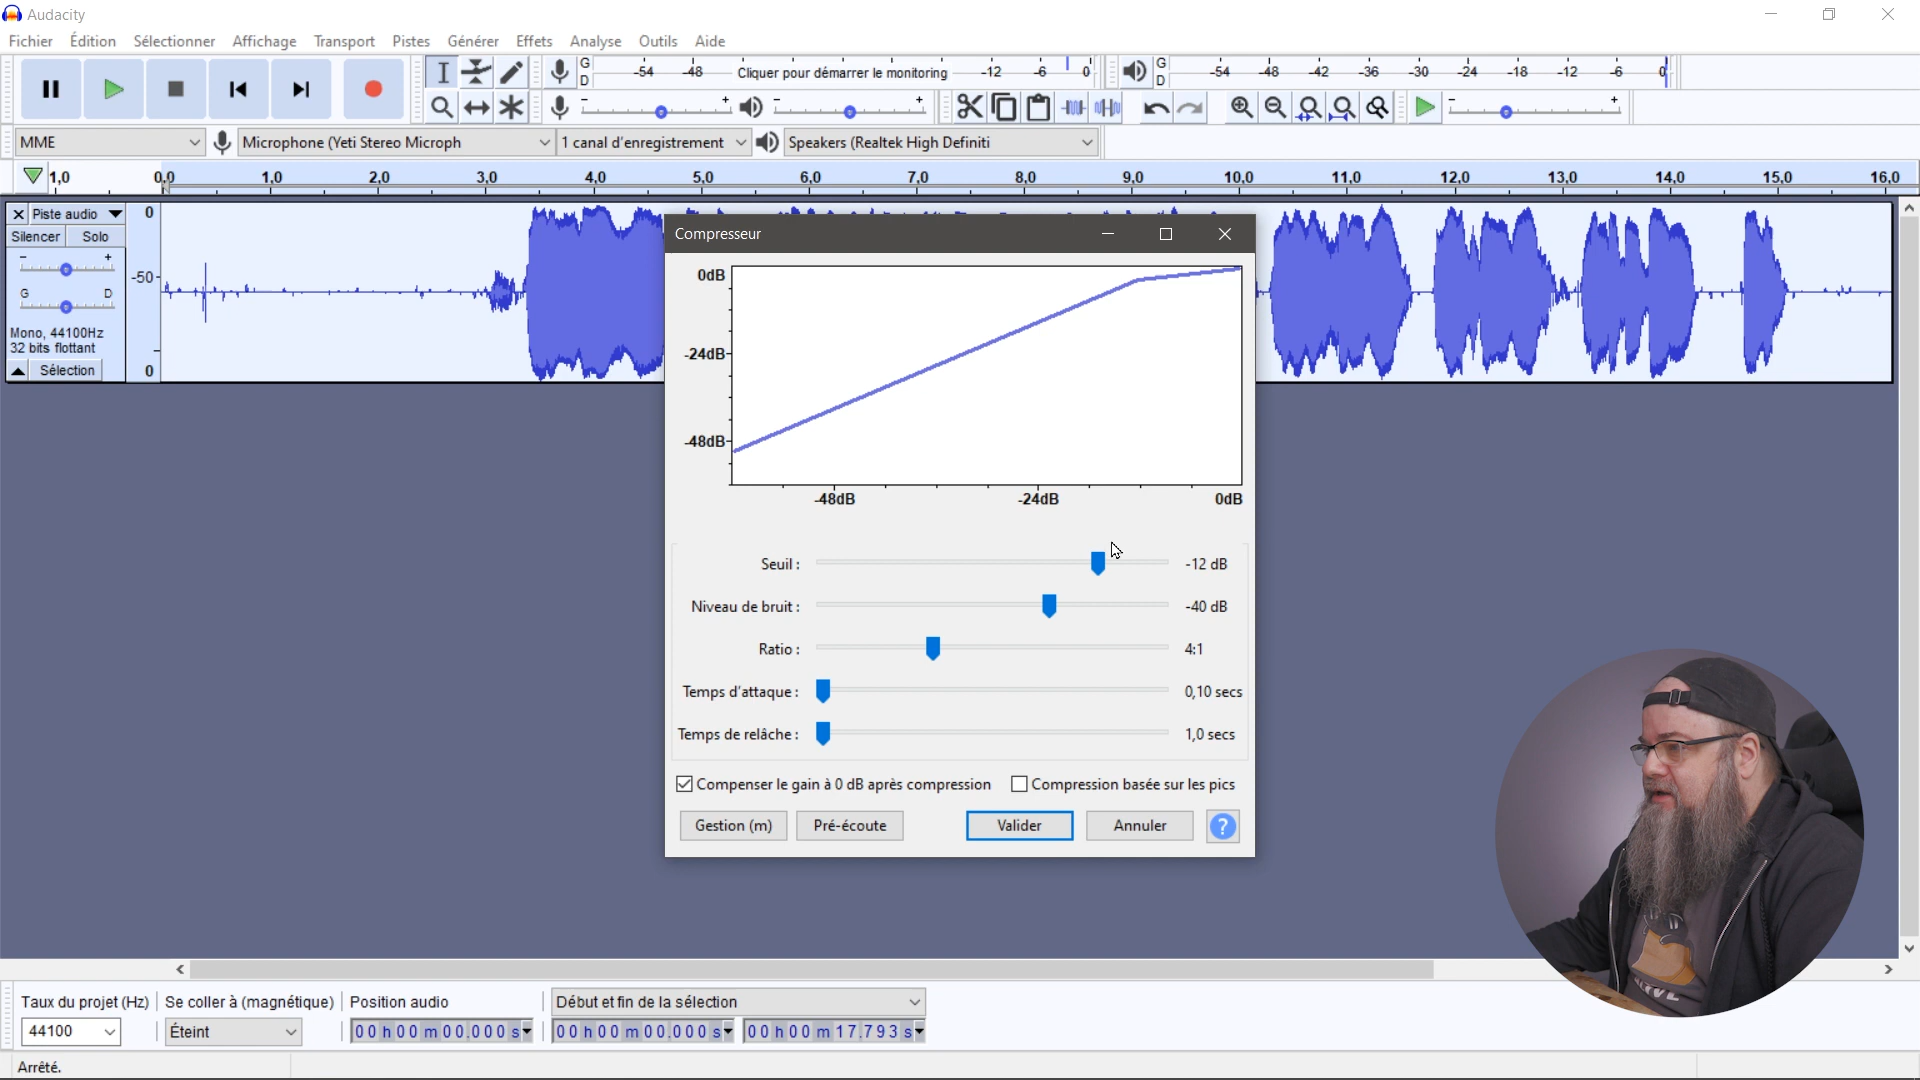 Audacity
Fichier Édition Sélectionner Affichage Transport Pistes Générer Effets Analyse Outils Aide
G D -54 -48 Cliquer pour démarrer le monitoring -12 -6 0
G D -54 -48 -42 -36 -30 -24 -18 -12 -6 0
- + - + - +
MME Microphone (Yeti Stereo Microph 1 canal d'enregistrement Speakers (Realtek High Definiti
1,0 0,0 1,0 2,0 3,0 4,0 5,0 6,0 7,0 8,0 9,0 10,0 11,0 12,0 13,0 14,0 15,0 16,0
Piste audio
Silencer Solo
- +
G D
Mono, 44100Hz
32 bits flottant
Sélection
0
-50
0
Compresseur
0dB
-24dB
-48dB
-48dB -24dB 0dB
Seuil : -12 dB
Niveau de bruit : -40 dB
Ratio : 4:1
Temps d'attaque : 0,10 secs
Temps de relâche : 1,0 secs
Compenser le gain à 0 dB après compression Compression basée sur les pics
Gestion (m) Pré-écoute Valider Annuler ?
Taux du projet (Hz) Se coller à (magnétique) Position audio Début et fin de la sélection
44100 Éteint 00 h 00 m 00.000 s 00 h 00 m 00.000 s 00 h 00 m 17.793 s
Arrêté.